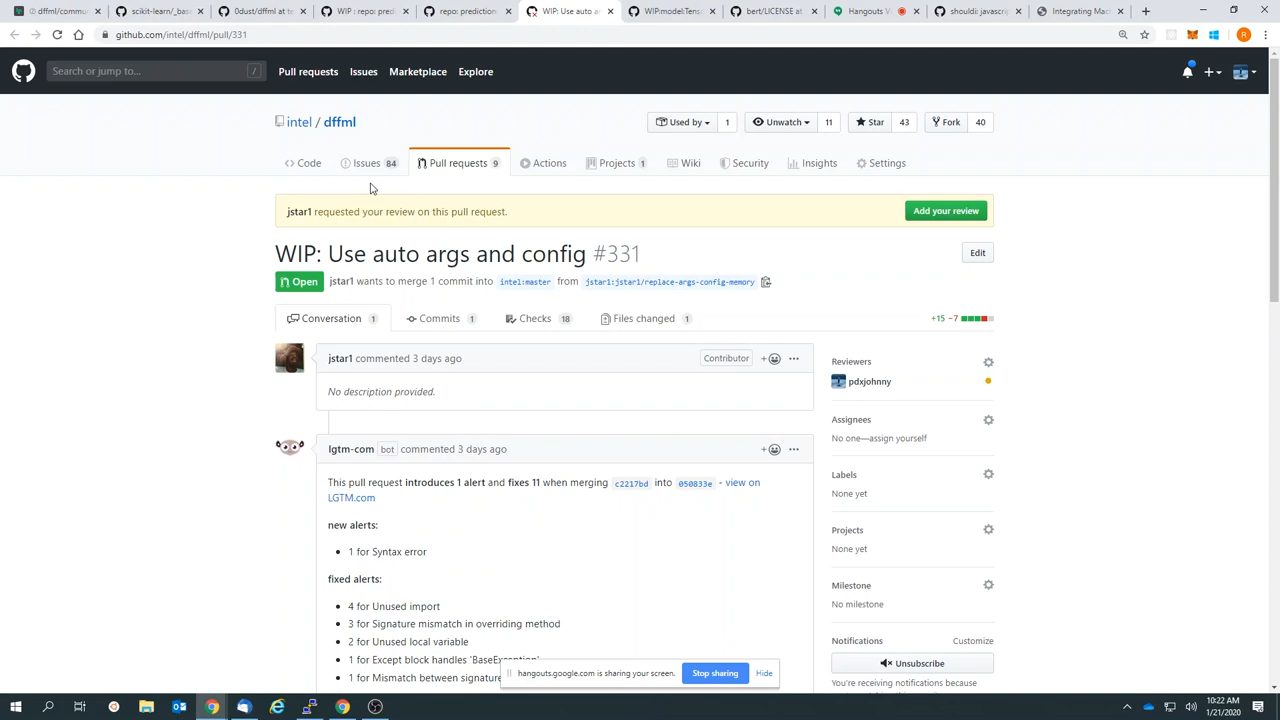 dffml/commun
scikit-learn/_bas
0dust/dffml at te
WIP : repo: predi
repo: prediction
WIP: Use auto ar
WIP:model:Tenso
bert/LICENSE at
Hangouts V
shouldi: javascrip
Integrating Mac
github.com/intel/dffml/pull/331
R
Search or jump to... /
Pull requests Issues Marketplace Explore
intel / dffml
Used by 1 Unwatch 11 Star 43 Fork 40
Code Issues 84 Pull requests 9 Actions Projects 1 Wiki Security Insights Settings
jstar1 requested your review on this pull request. Add your review
WIP: Use auto args and config #331 Edit
Open jstar1 wants to merge 1 commit into intel:master from jstar1:jstar1/replace-args-config-memory
Conversation 1 Commits 1 Checks 18 Files changed 1 +15 −7
jstar1 commented 3 days ago Contributor
No description provided.
lgtm-com bot commented 3 days ago
This pull request introduces 1 alert and fixes 11 when merging c2217bd into 050833e - view on
LGTM.com
new alerts:
1 for Syntax error
fixed alerts:
4 for Unused import
3 for Signature mismatch in overriding method
2 for Unused local variable
1 for Except block handles 'BaseException'
1 for Mismatch between signature
Reviewers
pdxjohnny
Assignees
No one—assign yourself
Labels
None yet
Projects
None yet
Milestone
No milestone
Notifications Customize
Unsubscribe
You're receiving notifications because
hangouts.google.com is sharing your screen. Stop sharing Hide
10:22 AM
1/21/2020